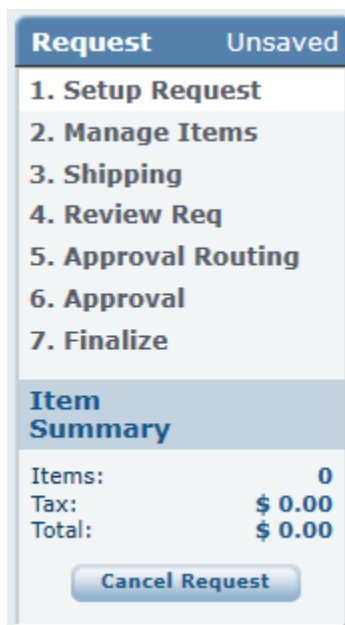 Request Unsaved
1. Setup Request
2. Manage Items
3. Shipping
4. Review Req
5. Approval Routing
6. Approval
7. Finalize
Item
Summary
Items: 0
Tax: $ 0.00
Total: $ 0.00
Cancel Request